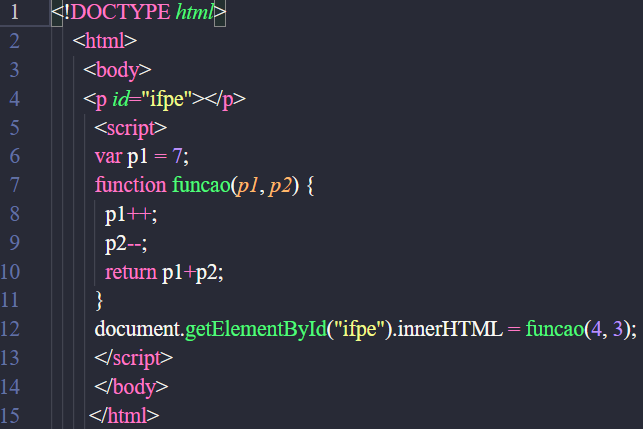 1 <!DOCTYPE html>
2 <html>
3 <body>
4 <p id="ifpe"></p>
5 <script>
6 var p1 = 7;
7 function funcao(p1, p2) {
8 p1++;
9 p2--;
10 return p1+p2;
11 }
12 document.getElementById("ifpe").innerHTML = funcao(4, 3);
13 </script>
14 </body>
15 </html>